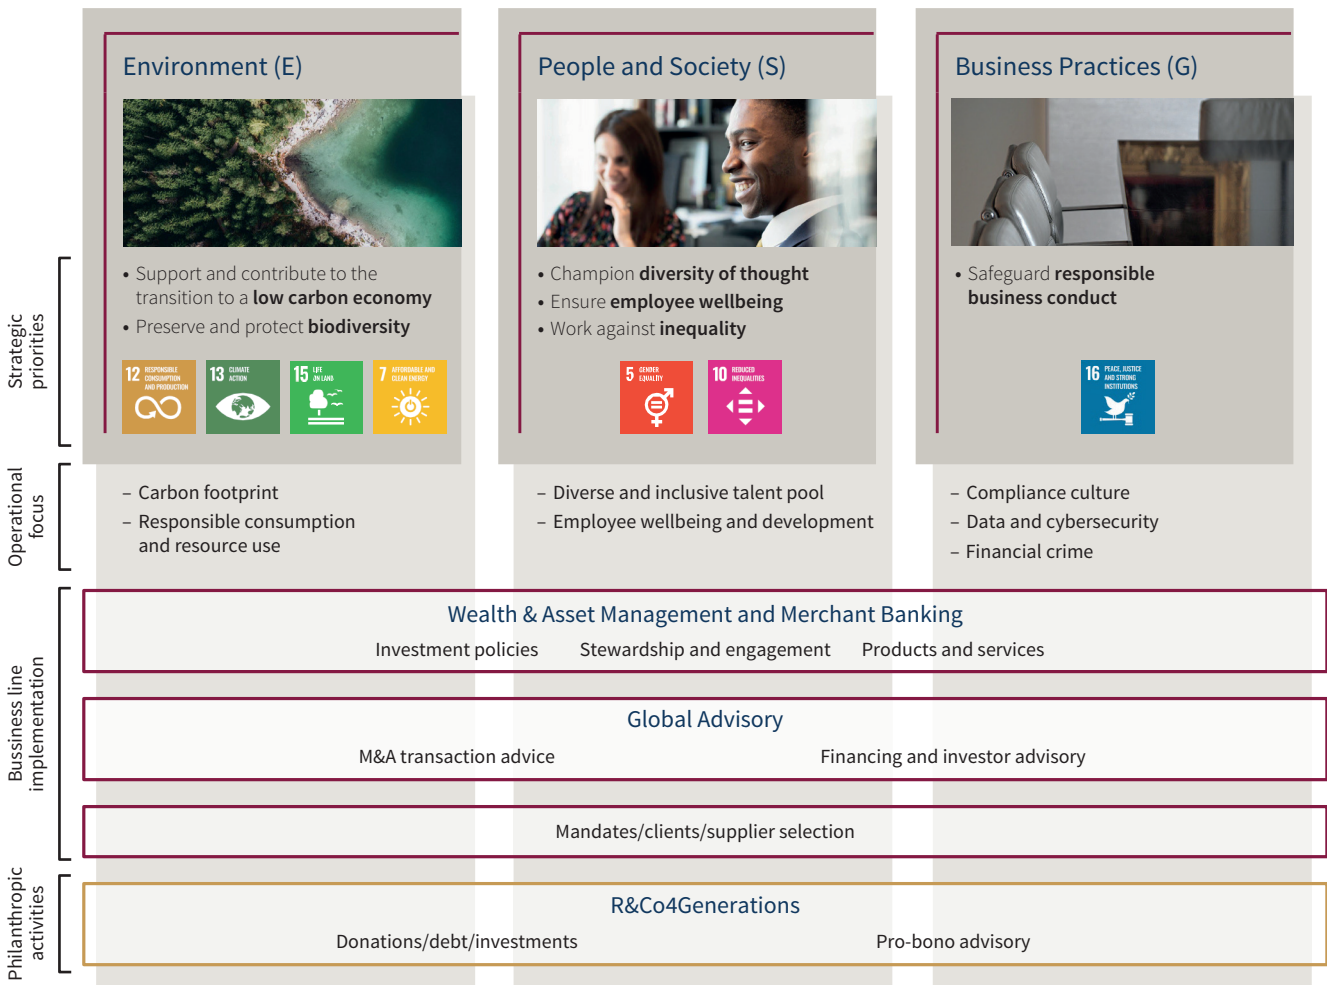 Environment (E)
People and Society (S)
Business Practices (G)
Strategic
priorities
• Support and contribute to the
transition to a low carbon economy
• Preserve and protect biodiversity
12 RESPONSIBLE
CONSUMPTION
AND PRODUCTION
13 CLIMATE
ACTION
15 LIFE
ON LAND
7 AFFORDABLE AND
CLEAN ENERGY
• Champion diversity of thought
• Ensure employee wellbeing
• Work against inequality
5 GENDER
EQUALITY
10 REDUCED
INEQUALITIES
• Safeguard responsible
business conduct
16 PEACE, JUSTICE
AND STRONG
INSTITUTIONS
Operational
focus
– Carbon footprint
– Responsible consumption
and resource use
– Diverse and inclusive talent pool
– Employee wellbeing and development
– Compliance culture
– Data and cybersecurity
– Financial crime
Bussiness line
implementation
Wealth & Asset Management and Merchant Banking
Investment policies Stewardship and engagement Products and services
Global Advisory
M&A transaction advice Financing and investor advisory
Mandates/clients/supplier selection
Philanthropic
activities
R&Co4Generations
Donations/debt/investments Pro-bono advisory